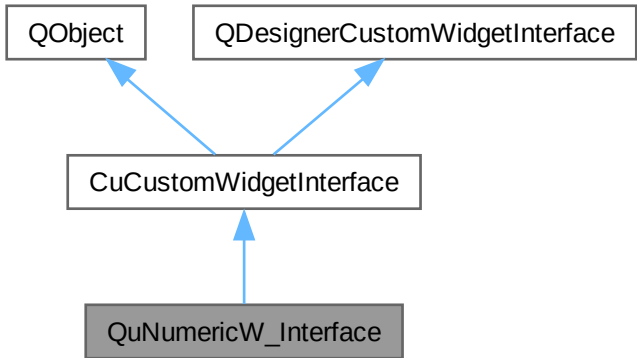 QObject
QDesignerCustomWidgetInterface
CuCustomWidgetInterface
QuNumericW_Interface